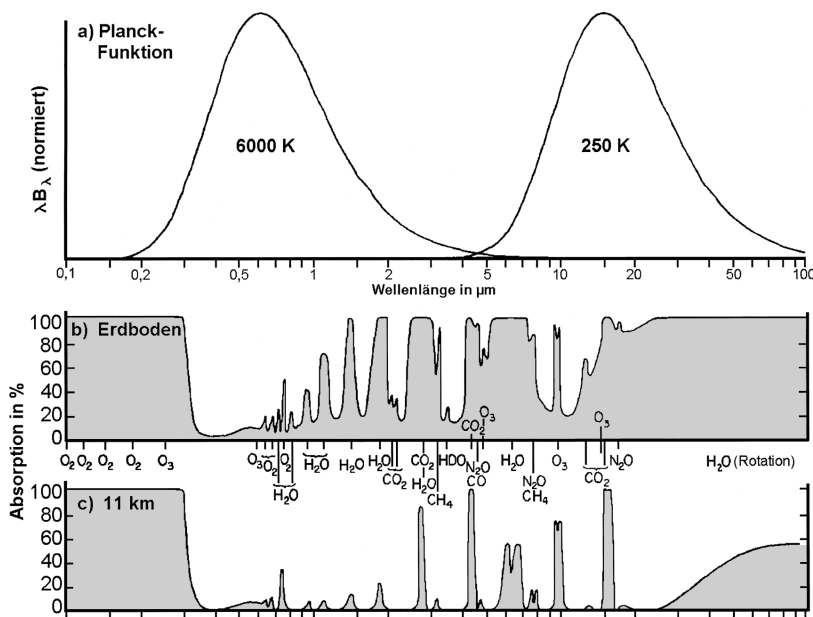 a) Planck-
Funktion
λB_λ (normiert)
6000 K
250 K
0,1 0,2 0,5 1 2 5 10 20 50 100
Wellenlänge in µm
Absorption in %
b) Erdboden
100
80
60
40
20
0
O₃
CO₂
O₃
O₂ O₂ O₂ O₂ O₃ O₃ O₂ O₂ H₂O H₂O H₂O CO₂ HDO N₂O H₂O N₂O O₃ CO₂ N₂O H₂O (Rotation)
H₂O CO₂ H₂O CO CH₄
CH₄
c) 11 km
100
80
60
40
20
0